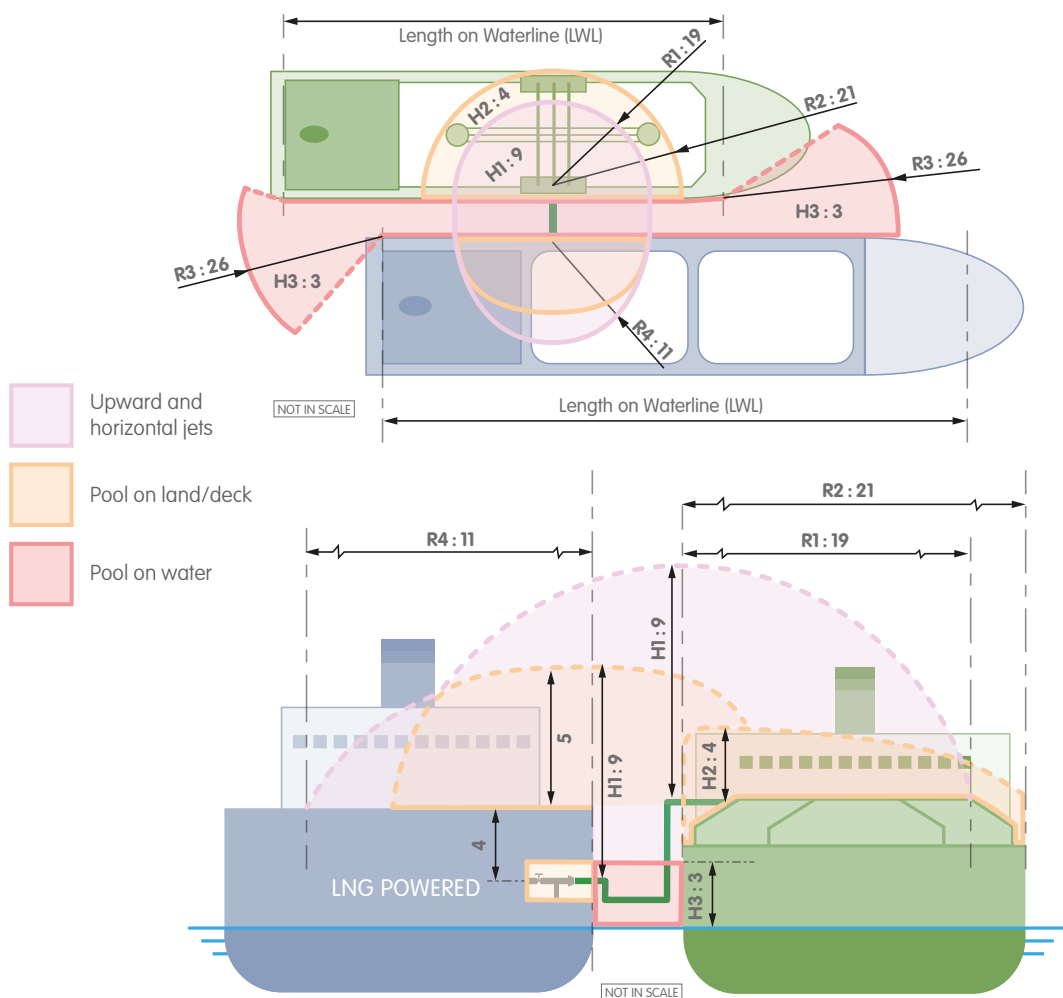 Length on Waterline (LWL)
R1 : 19
H2 : 4
R2 : 21
H1 : 9
R3 : 26
H3 : 3
R3 : 26
H3 : 3
R4 : 11
Upward and
horizontal jets
NOT IN SCALE
Length on Waterline (LWL)
Pool on land/deck
R2 : 21
R4 : 11
R1 : 19
Pool on water
H1 : 9
5
H1 : 9
H2 : 4
4
LNG POWERED
H3 : 3
NOT IN SCALE